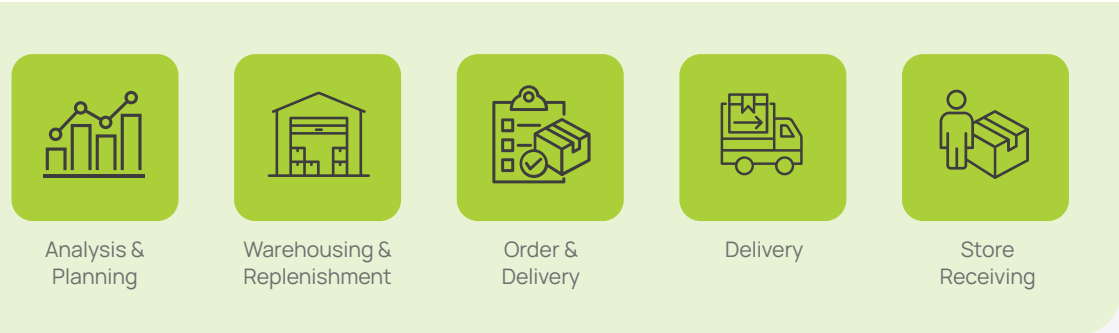 Analysis &
Planning
Warehousing &
Replenishment
Order &
Delivery
Delivery
Store
Receiving